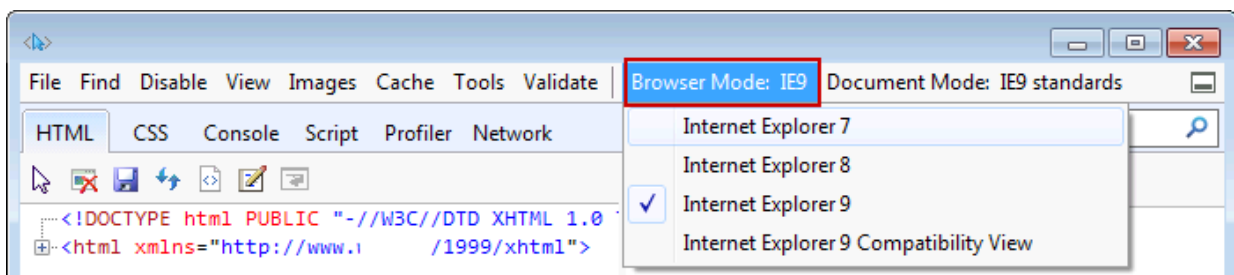 File Find Disable View Images Cache Tools Validate Browser Mode: IE9 Document Mode: IE9 standards
HTML CSS Console Script Profiler Network
Internet Explorer 7
Internet Explorer 8
Internet Explorer 9
Internet Explorer 9 Compatibility View
<!DOCTYPE html PUBLIC "-//W3C//DTD XHTML 1.0
<html xmlns="http://www. /1999/xhtml">